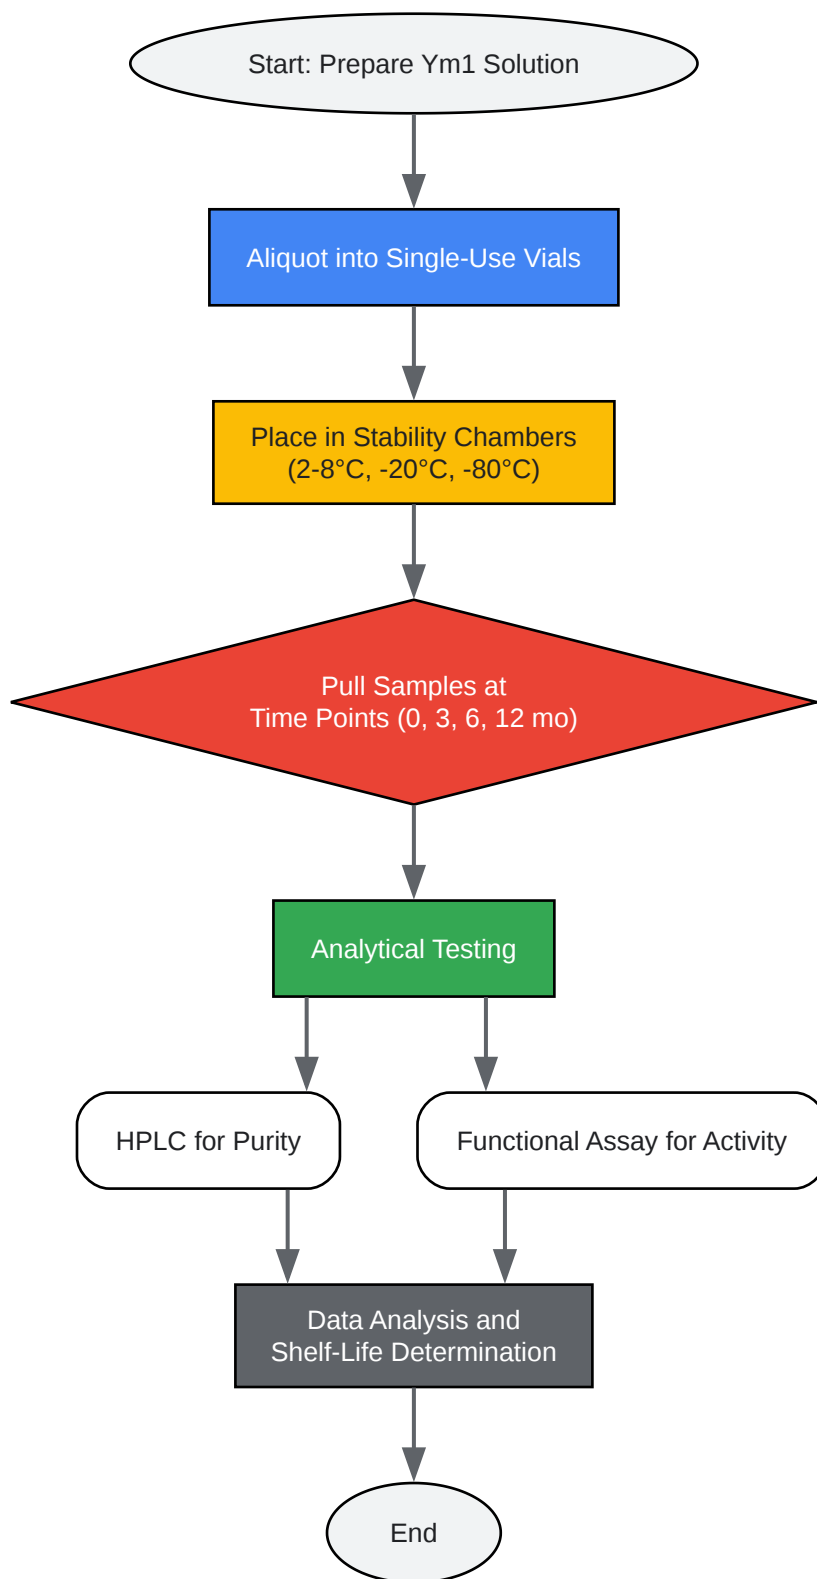 Start: Prepare Ym1 Solution
Aliquot into Single-Use Vials
Place in Stability Chambers
(2-8°C, -20°C, -80°C)
Pull Samples at
Time Points (0, 3, 6, 12 mo)
Analytical Testing
HPLC for Purity
Functional Assay for Activity
Data Analysis and
Shelf-Life Determination
End